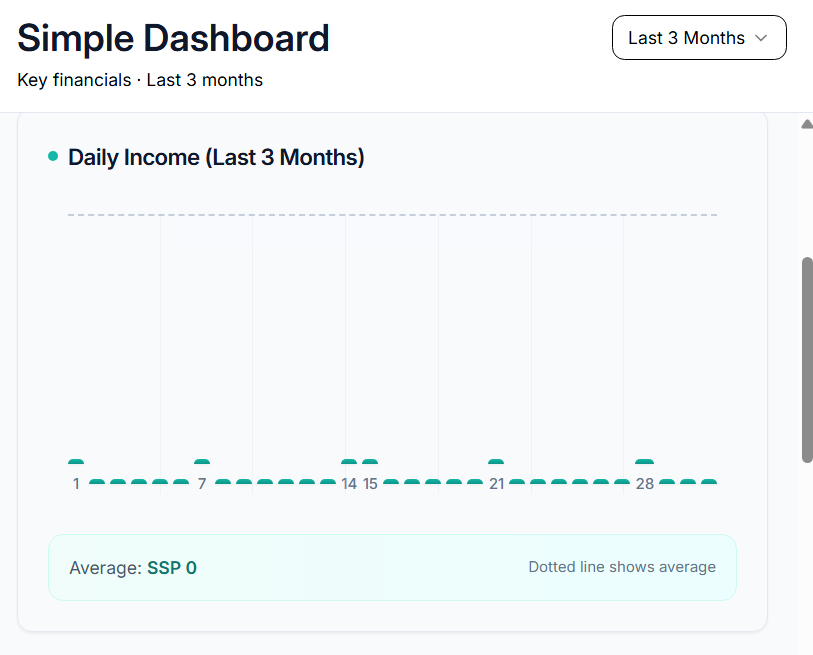 Simple Dashboard
Last 3 Months
Key financials · Last 3 months
Daily Income (Last 3 Months)
1 7 14 15 21 28
Average: SSP 0
Dotted line shows average